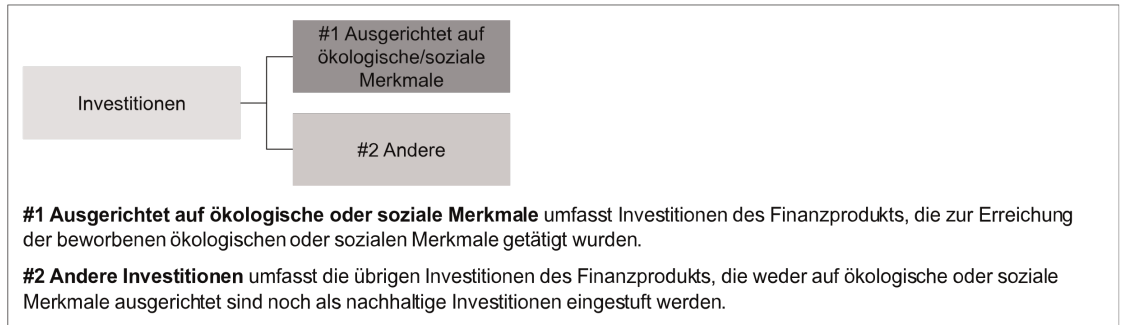 #1 Ausgerichtet auf
ökologische/soziale
Merkmale
Investitionen
#2 Andere
#1 Ausgerichtet auf ökologische oder soziale Merkmale umfasst Investitionen des Finanzprodukts, die zur Erreichung
der beworbenen ökologischen oder sozialen Merkmale getätigt wurden.
#2 Andere Investitionen umfasst die übrigen Investitionen des Finanzprodukts, die weder auf ökologische oder soziale
Merkmale ausgerichtet sind noch als nachhaltige Investitionen eingestuft werden.